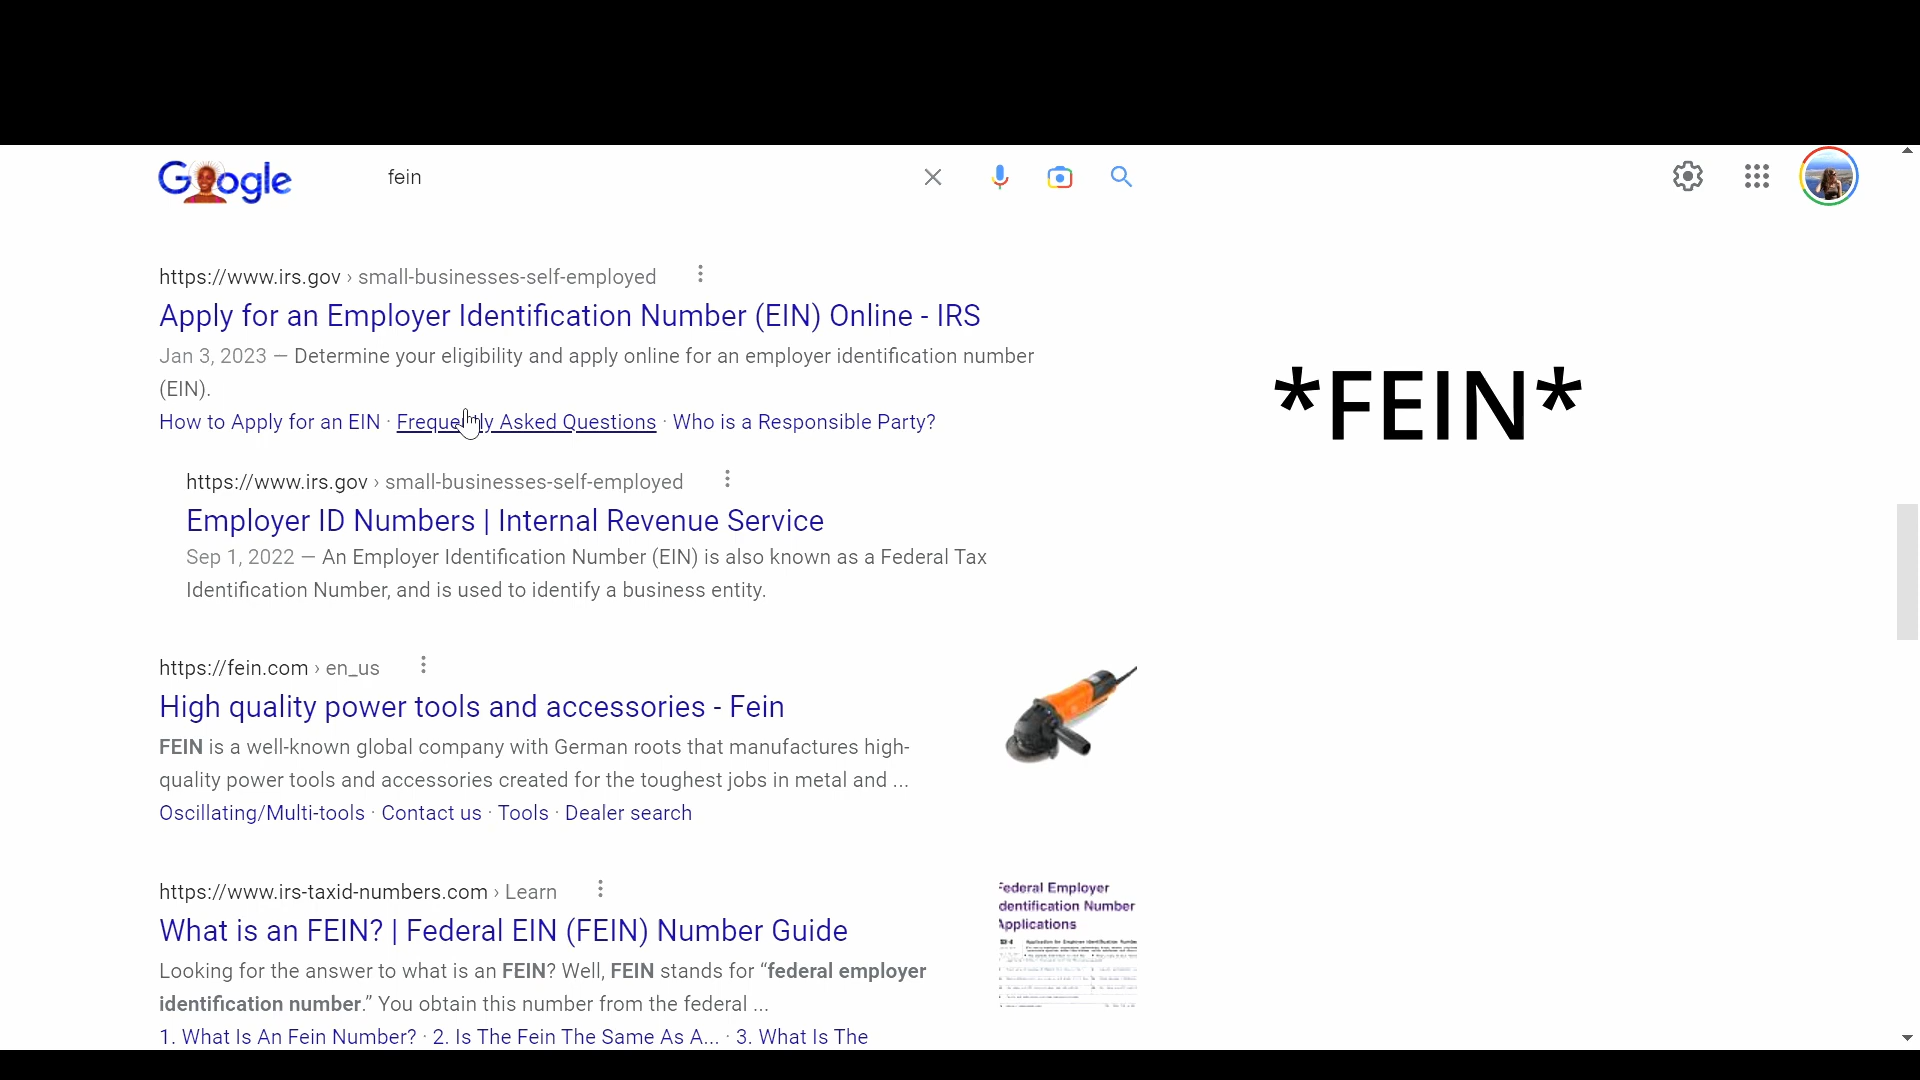 Google
fein
https://www.irs.gov › small-businesses-self-employed
Apply for an Employer Identification Number (EIN) Online - IRS
Jan 3, 2023 — Determine your eligibility and apply online for an employer identification number
(EIN).
How to Apply for an EIN · Frequently Asked Questions · Who is a Responsible Party?
*FEIN*
https://www.irs.gov › small-businesses-self-employed
Employer ID Numbers | Internal Revenue Service
Sep 1, 2022 — An Employer Identification Number (EIN) is also known as a Federal Tax
Identification Number, and is used to identify a business entity.
https://fein.com › en_us
High quality power tools and accessories - Fein
FEIN is a well-known global company with German roots that manufactures high-
quality power tools and accessories created for the toughest jobs in metal and ...
Oscillating/Multi-tools · Contact us · Tools · Dealer search
https://www.irs-taxid-numbers.com › Learn
What is an FEIN? | Federal EIN (FEIN) Number Guide
Looking for the answer to what is an FEIN? Well, FEIN stands for “federal employer
identification number.” You obtain this number from the federal ...
1. What Is An Fein Number? · 2. Is The Fein The Same As A... · 3. What Is The
Federal Employer
dentification Number
Applications